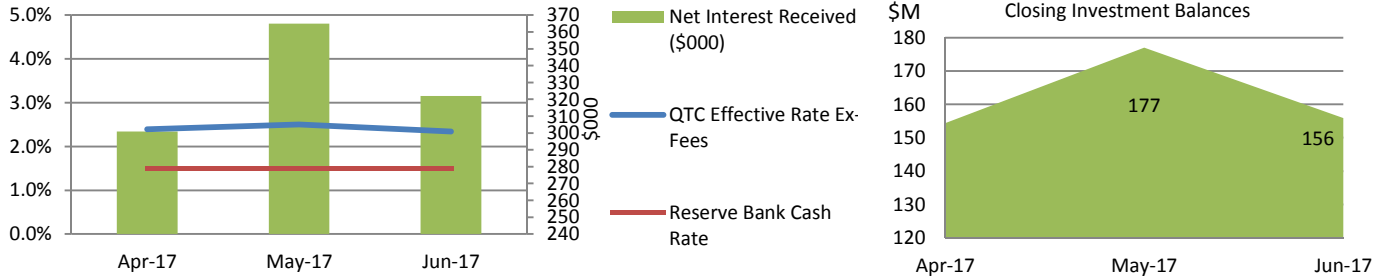 5.0%
4.0%
3.0%
2.0%
1.0%
0.0%
Apr-17
May-17
Jun-17
370
360
350
340
330
320
310
300
290
280
270
260
250
240
$000
Net Interest Received
($000)
QTC Effective Rate Ex-
Fees
Reserve Bank Cash
Rate
$M
Closing Investment Balances
180
170
160
150
140
130
120
177
156
Apr-17
May-17
Jun-17